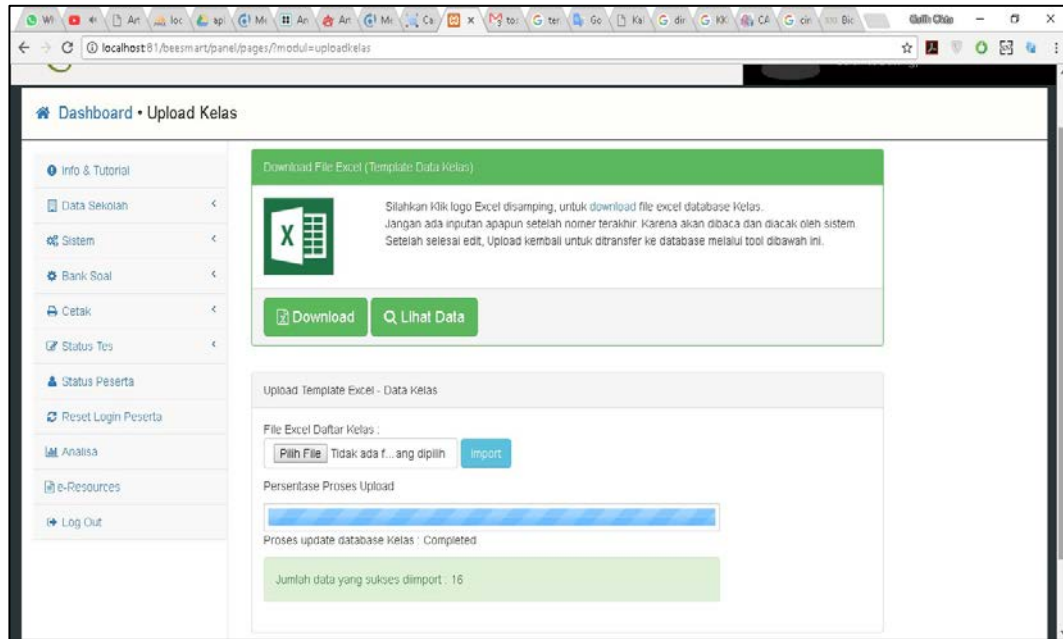 localhost:81/beesmart/panel/pages/?modul=uploadkelas
Dashboard • Upload Kelas
Info & Tutorial
Data Sekolah
Sistem
Bank Soal
Cetak
Status Tes
Status Peserta
Reset Login Peserta
Analisa
e-Resources
Log Out
Download File Excel (Template Data Kelas)
Silahkan Klik logo Excel disamping, untuk download file excel database Kelas.
Jangan ada inputan apapun setelah nomer terakhir. Karena akan dibaca dan diacak oleh sistem
Setelah selesai edit, Upload kembali untuk ditransfer ke database melalui tool dibawah ini.
Download
Lihat Data
Upload Template Excel - Data Kelas
File Excel Daftar Kelas :
Pilih File Tidak ada f... ang dipilih
Import
Persentase Proses Upload
Proses update database Kelas : Completed
Jumlah data yang sukses diimport : 16